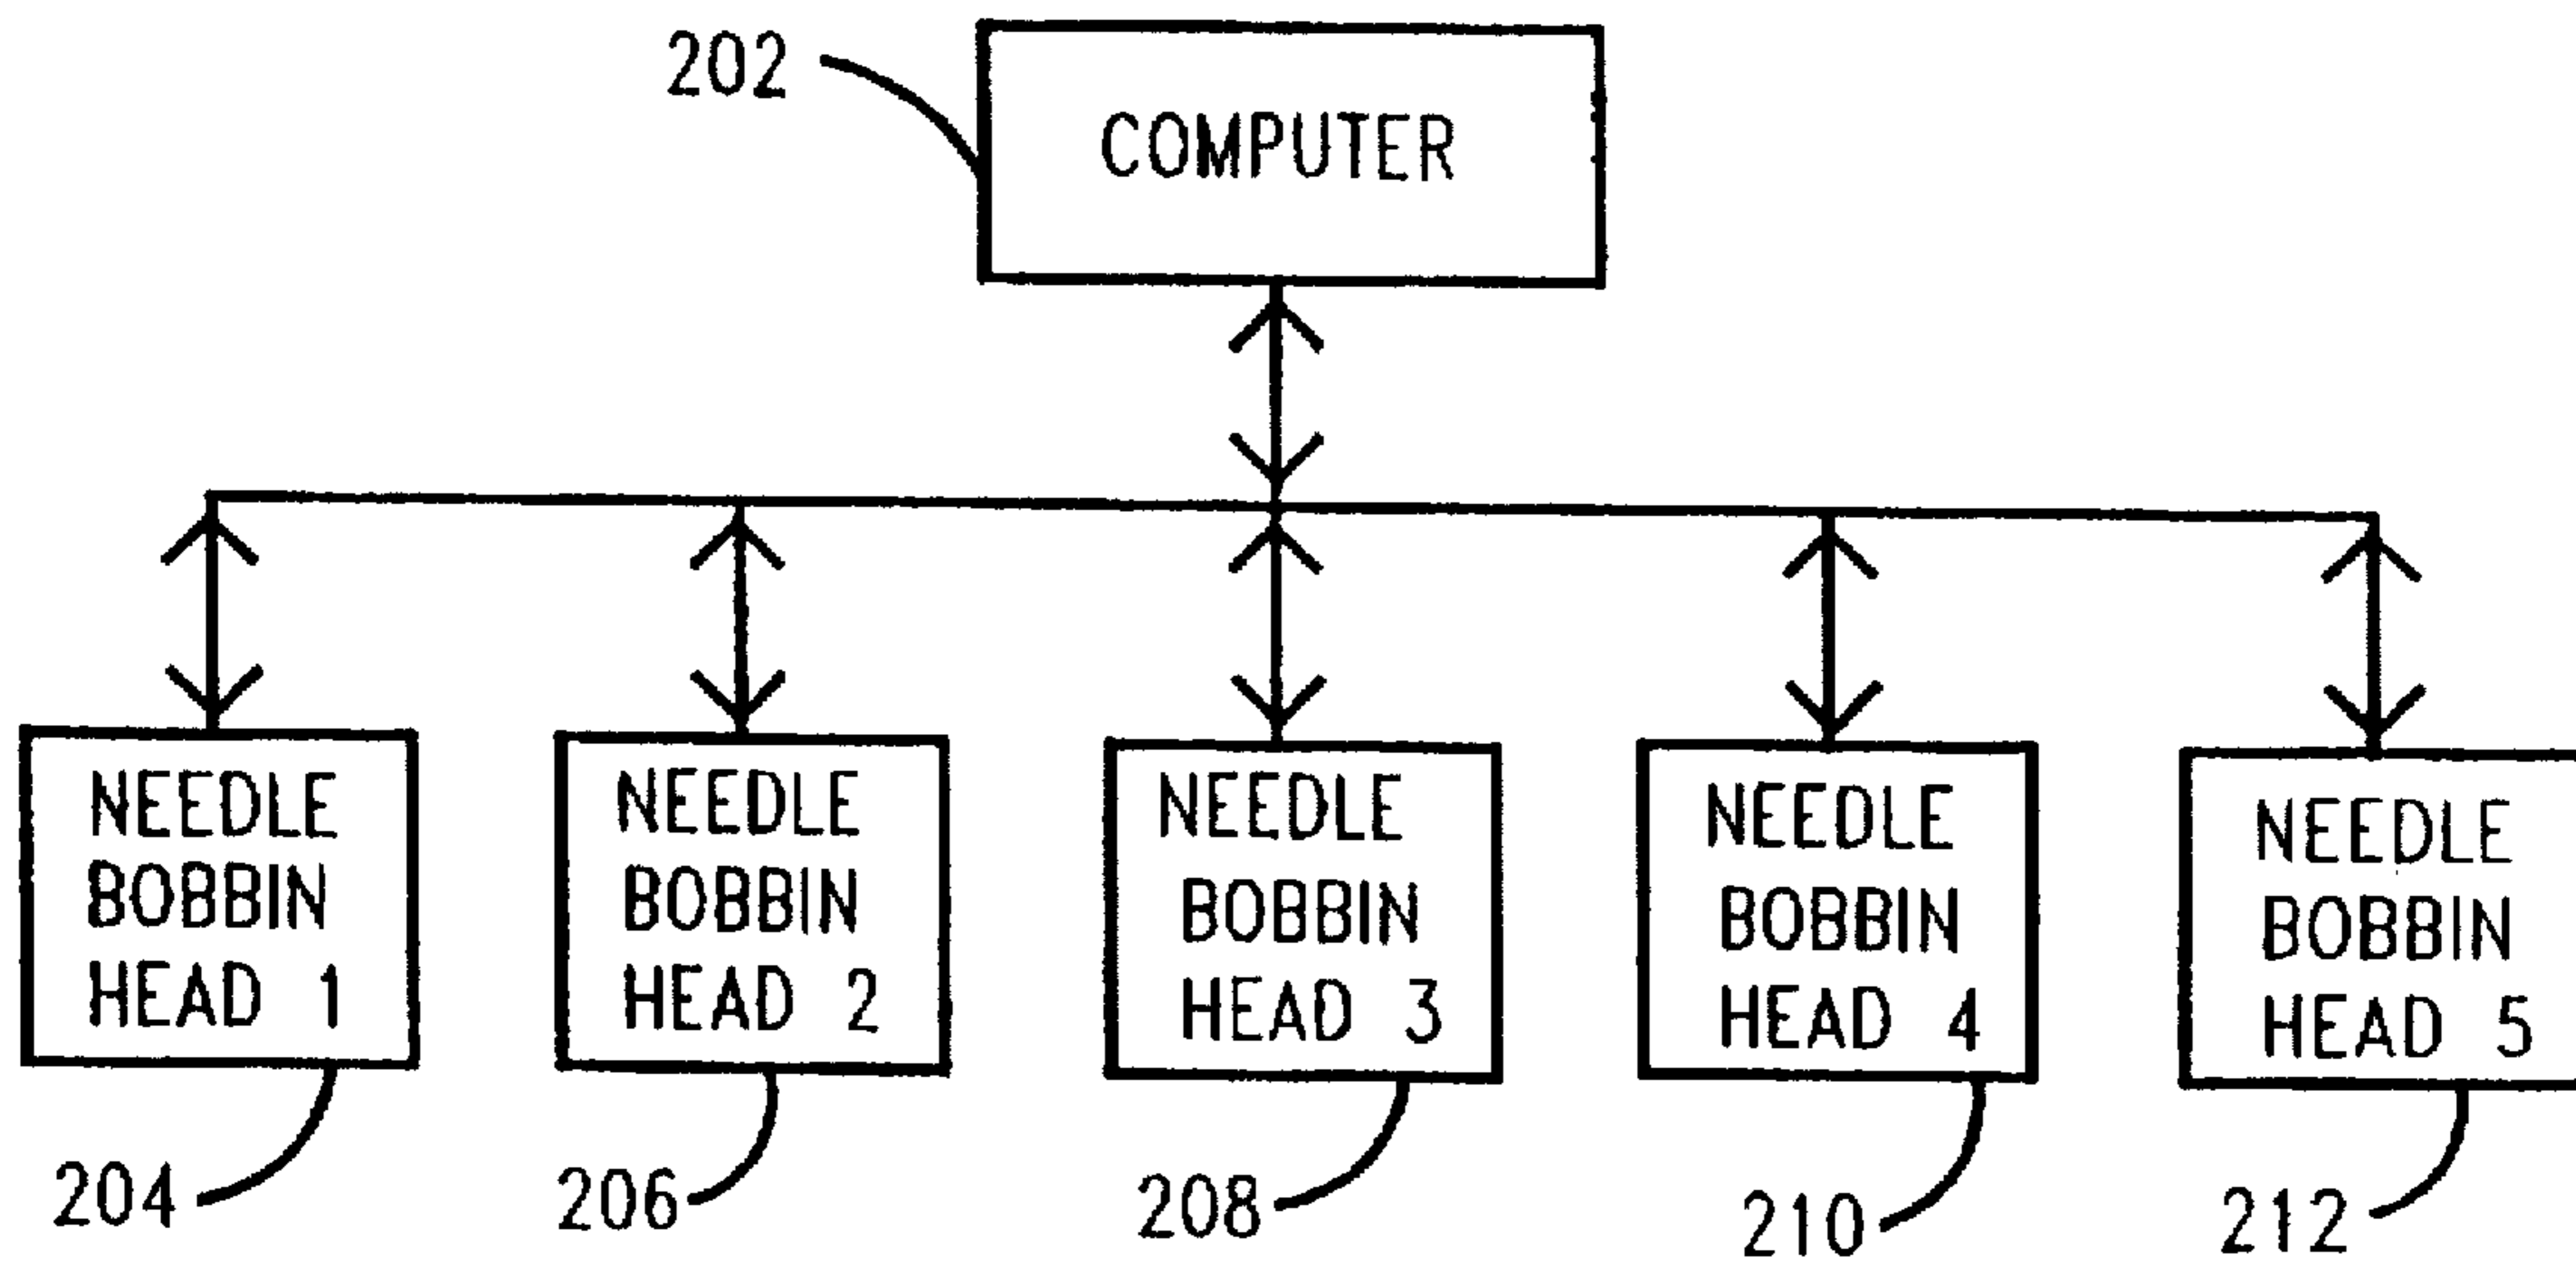 202
COMPUTER
NEEDLE
BOBBIN
HEAD 1
NEEDLE
BOBBIN
HEAD 2
NEEDLE
BOBBIN
HEAD 3
NEEDLE
BOBBIN
HEAD 4
NEEDLE
BOBBIN
HEAD 5
204
206
208
210
212